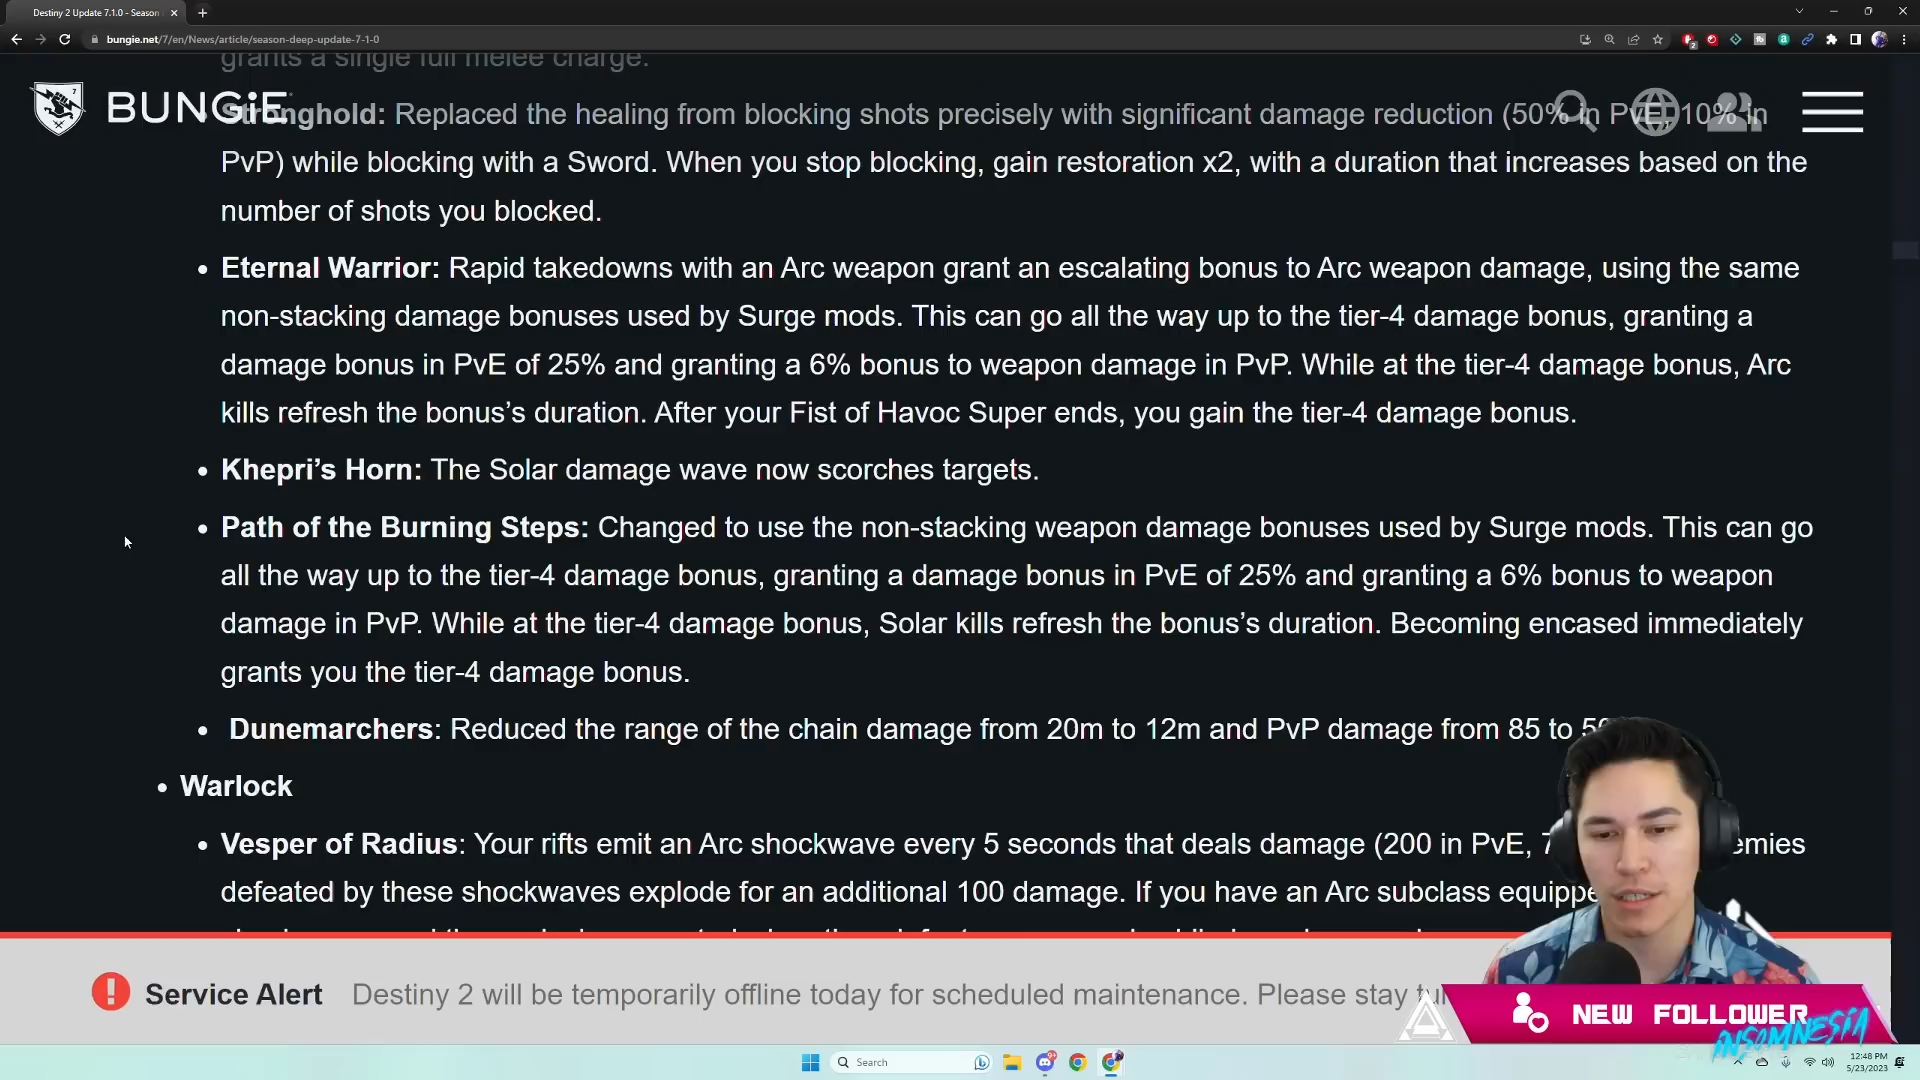 Destiny 2 Update 7.1.0 - Season
bungie.net/7/en/News/article/season-deep-update-7-1-0
grants a single full melee charge.
BUNGiE
Stronghold: Replaced the healing from blocking shots precisely with significant damage reduction (50% in PvE, 10% in
PvP) while blocking with a Sword. When you stop blocking, gain restoration x2, with a duration that increases based on the
number of shots you blocked.
• Eternal Warrior: Rapid takedowns with an Arc weapon grant an escalating bonus to Arc weapon damage, using the same
non-stacking damage bonuses used by Surge mods. This can go all the way up to the tier-4 damage bonus, granting a
damage bonus in PvE of 25% and granting a 6% bonus to weapon damage in PvP. While at the tier-4 damage bonus, Arc
kills refresh the bonus’s duration. After your Fist of Havoc Super ends, you gain the tier-4 damage bonus.
• Khepri’s Horn: The Solar damage wave now scorches targets.
• Path of the Burning Steps: Changed to use the non-stacking weapon damage bonuses used by Surge mods. This can go
all the way up to the tier-4 damage bonus, granting a damage bonus in PvE of 25% and granting a 6% bonus to weapon
damage in PvP. While at the tier-4 damage bonus, Solar kills refresh the bonus’s duration. Becoming encased immediately
grants you the tier-4 damage bonus.
• Dunemarchers: Reduced the range of the chain damage from 20m to 12m and PvP damage from 85 to
• Warlock
• Vesper of Radius: Your rifts emit an Arc shockwave every 5 seconds that deals damage (200 in PvE,
defeated by these shockwaves explode for an additional 100 damage. If you have an Arc subclass
Service Alert Destiny 2 will be temporarily offline today for scheduled maintenance. Please stay
NEW FOLLOWER
INSOMNESIA
Search
12:48 PM
5/23/2023